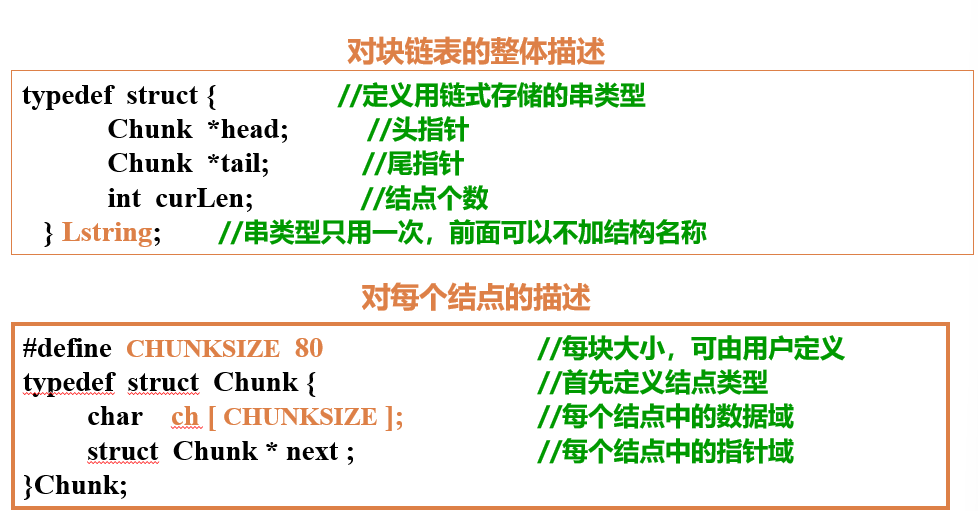 对块链表的整体描述
typedef struct { //定义用链式存储的串类型
Chunk *head; //头指针
Chunk *tail; //尾指针
int curLen; //结点个数
} Lstring; //串类型只用一次，前面可以不加结构名称
对每个结点的描述
#define CHUNKSIZE 80 //每块大小，可由用户定义
typedef struct Chunk { //首先定义结点类型
char ch [ CHUNKSIZE ]; //每个结点中的数据域
struct Chunk * next ; //每个结点中的指针域
}Chunk;